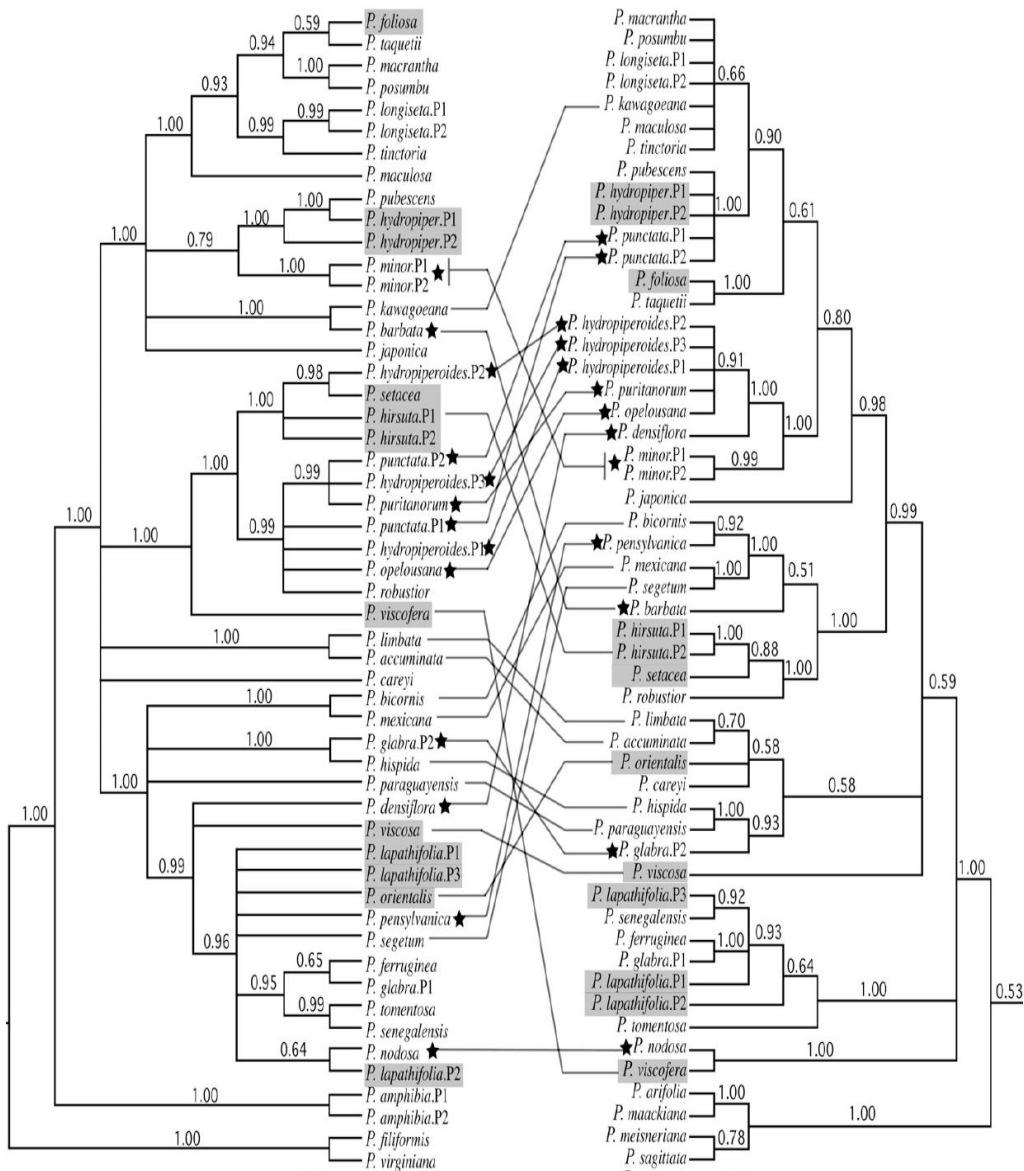 P. foliosa
P. taquetii
P. macrantha
P. posumbu
P. longiseta.P1
P. longiseta.P2
P. tinctoria
P. maculosa
P. pubescens
P. hydropiper.P1
P. hydropiper.P2
P. minor.P1
P. minor.P2
P. kawagoeana
P. barbata
P. japonica
P. hydropiperoides.P2
P. setacea
P. hirsuta.P1
P. hirsuta.P2
P. punctata.P2
P. hydropiperoides.P3
P. puritanorum
P. punctata.P1
P. hydropiperoides.P1
P. opelousana
P. robustior
P. viscofera
P. limbata
P. accuminata
P. careyi
P. bicornis
P. mexicana
P. glabra.P2
P. hispida
P. paraguayensis
P. densiflora
P. viscosa
P. lapathifolia.P1
P. lapathifolia.P3
P. orientalis
P. pensylvanica
P. segetum
P. ferruginea
P. glabra.P1
P. tomentosa
P. senegalensis
P. nodosa
P. lapathifolia.P2
P. amphibia.P1
P. amphibia.P2
P. filiformis
P. virginiana
0.59
0.94
1.00
0.93
0.99
0.99
1.00
1.00
1.00
0.79
1.00
1.00
1.00
0.98
1.00
1.00
0.99
0.99
1.00
1.00
1.00
1.00
1.00
1.00
0.99
0.96
0.65
0.95
0.99
0.64
1.00
1.00
1.00
P. macrantha
P. posumbu
P. longiseta.P1
P. longiseta.P2
P. kawagoeana
P. maculosa
P. tinctoria
P. pubescens
P. hydropiper.P1
P. hydropiper.P2
P. punctata.P1
P. punctata.P2
P. foliosa
P. taquetii
P. hydropiperoides.P2
P. hydropiperoides.P3
P. hydropiperoides.P1
P. puritanorum
P. opelousana
P. densiflora
P. minor.P1
P. minor.P2
P. japonica
P. bicornis
P. pensylvanica
P. mexicana
P. segetum
P. barbata
P. hirsuta.P1
P. hirsuta.P2
P. setacea
P. robustior
P. limbata
P. accuminata
P. orientalis
P. careyi
P. hispida
P. paraguayensis
P. glabra.P2
P. viscosa
P. lapathifolia.P3
P. senegalensis
P. ferruginea
P. glabra.P1
P. lapathifolia.P1
P. lapathifolia.P2
P. tomentosa
P. nodosa
P. viscofera
P. arifolia
P. maackiana
P. meisneriana
P. sagittata
0.66
0.90
1.00
0.61
1.00
0.80
0.91
1.00
1.00
0.99
0.98
0.99
0.92
1.00
1.00
0.51
1.00
1.00
0.88
1.00
0.59
0.70
0.58
0.58
1.00
0.93
1.00
0.92
0.93
1.00
0.64
1.00
0.53
1.00
1.00
1.00
0.78